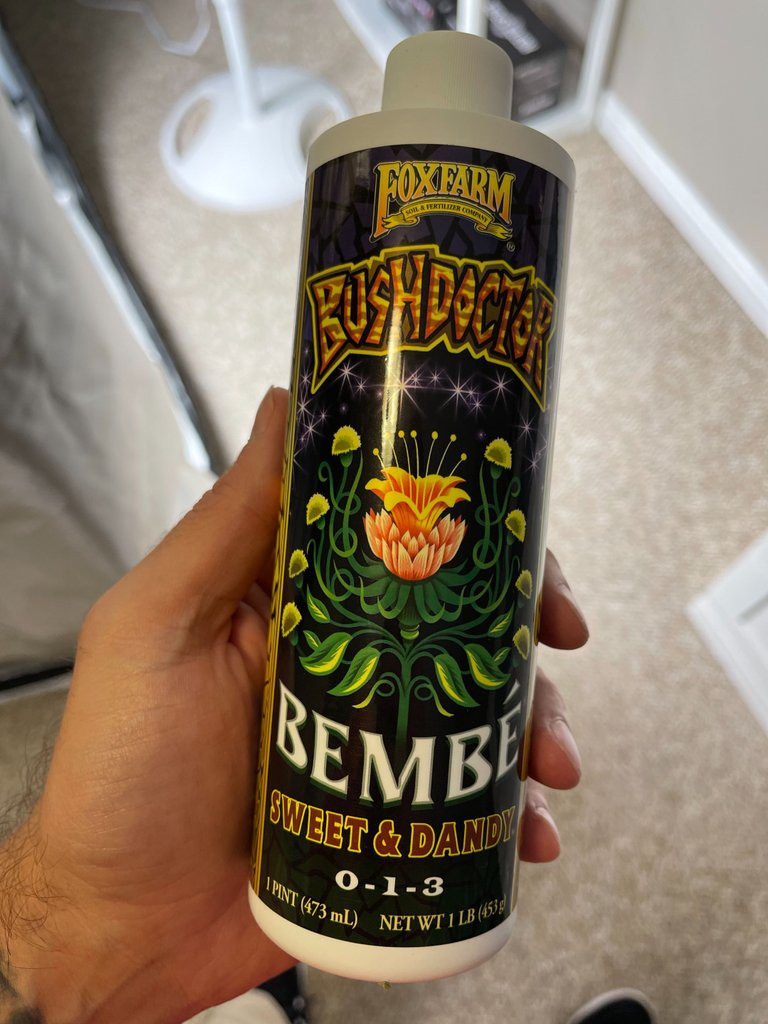 FOXFARM
SOIL & FERTILIZER COMPANY
®
BUSHDOCTOR
BEMBÉ
SWEET & DANDY
0-1-3
1 PINT (473 mL) NET WT 1 LB (453 g)